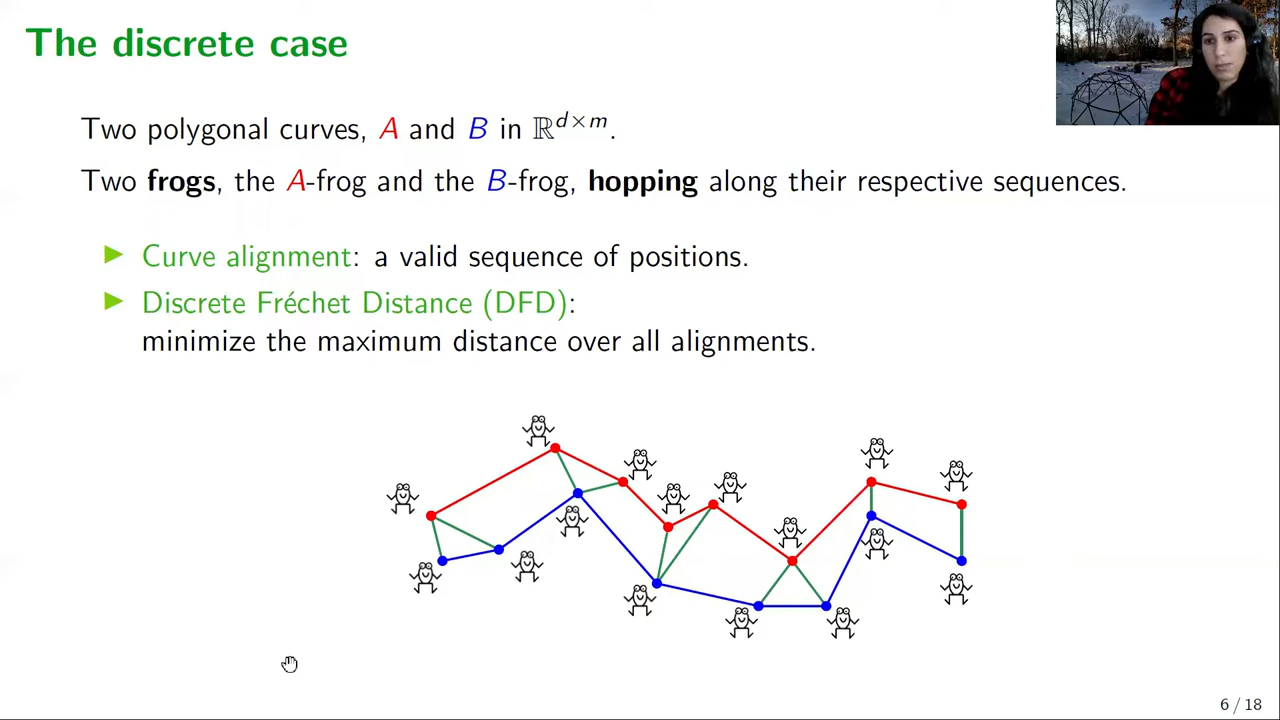 The discrete case
Two polygonal curves, A and B in ℝ^{d×m}.
Two frogs, the A-frog and the B-frog, hopping along their respective sequences.
▶ Curve alignment: a valid sequence of positions.
▶ Discrete Fréchet Distance (DFD):
minimize the maximum distance over all alignments.
6 / 18